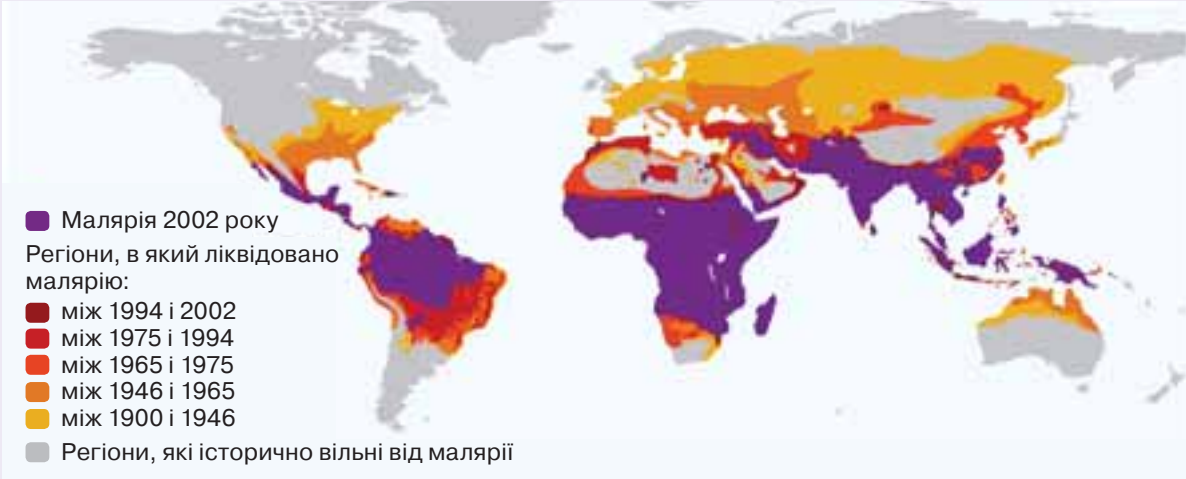 Малярія 2002 року
Регіони, в який ліквідовано
малярію:
між 1994 і 2002
між 1975 і 1994
між 1965 і 1975
між 1946 і 1965
між 1900 і 1946
Регіони, які історично вільні від малярії